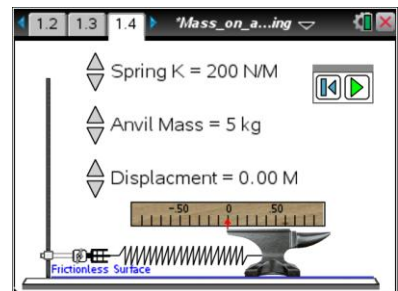 1.2 1.3 1.4 *Mass_on_a...ing
Spring K = 200 N/M
Anvil Mass = 5 kg
Displacment = 0.00 M
-.50 0 .50
Frictionless Surface